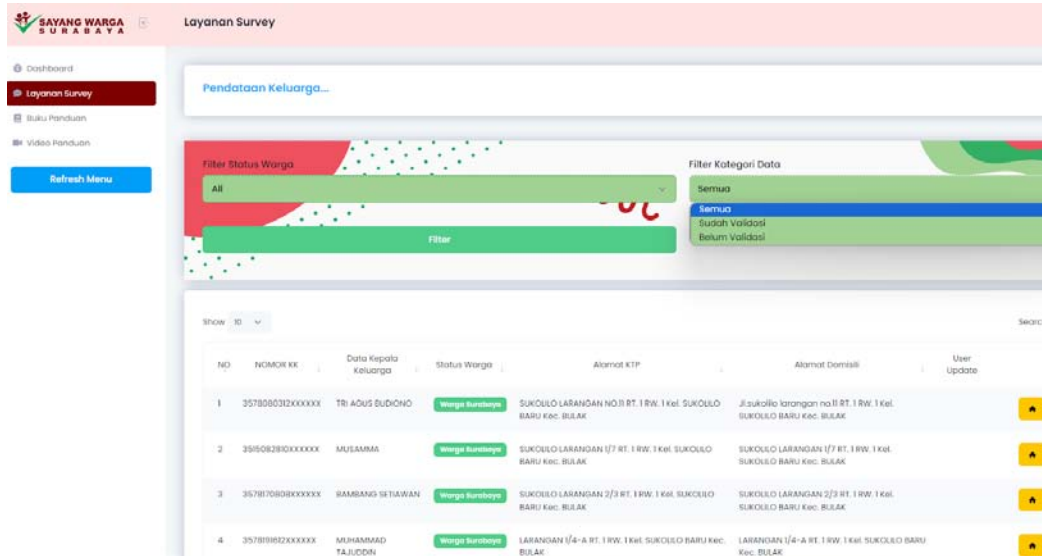 SAYANG WARGA
SURABAYA
Layanan Survey
Dashboard
Layanan Survey
Buku Panduan
Video Panduan
Refresh Menu
Pendataan Keluarga...
Filter Status Warga
Filter Kategori Data
All
Semua
Semua
Sudah Validasi
Belum Validasi
Filter
Show 10
Searc
NO NOMOR KK Data Kepala Keluarga Status Warga Alamat KTP Alamat Domisili User Update
1 3578080312XXXXXX TRI AGUS BUDIONO Warga Surabaya SUKOLILO LARANGAN NO.11 RT. 1 RW. 1 Kel. SUKOLILO Jl.sukolilo larangan no.11 RT. 1 RW. 1 Kel.
BARU Kec. BULAK SUKOLILO BARU Kec. BULAK
2 3515082810XXXXXX MUSAMMA Warga Surabaya SUKOLILO LARANGAN 1/7 RT. 1 RW. 1 Kel. SUKOLILO SUKOLILO LARANGAN 1/7 RT. 1 RW. 1 Kel.
BARU Kec. BULAK SUKOLILO BARU Kec. BULAK
3 3578170808XXXXXX BAMBANG SETIAWAN Warga Surabaya SUKOLILO LARANGAN 2/3 RT. 1 RW. 1 Kel. SUKOLILO SUKOLILO LARANGAN 2/3 RT. 1 RW. 1 Kel.
BARU Kec. BULAK SUKOLILO BARU Kec. BULAK
4 3578191612XXXXXX MUHAMMAD Warga Surabaya LARANGAN 1/4-A RT. 1 RW. 1 Kel. SUKOLILO BARU Kec. LARANGAN 1/4-A RT. 1 RW. 1 Kel. SUKOLILO BARU
TAJUDDIN BULAK Kec. BULAK